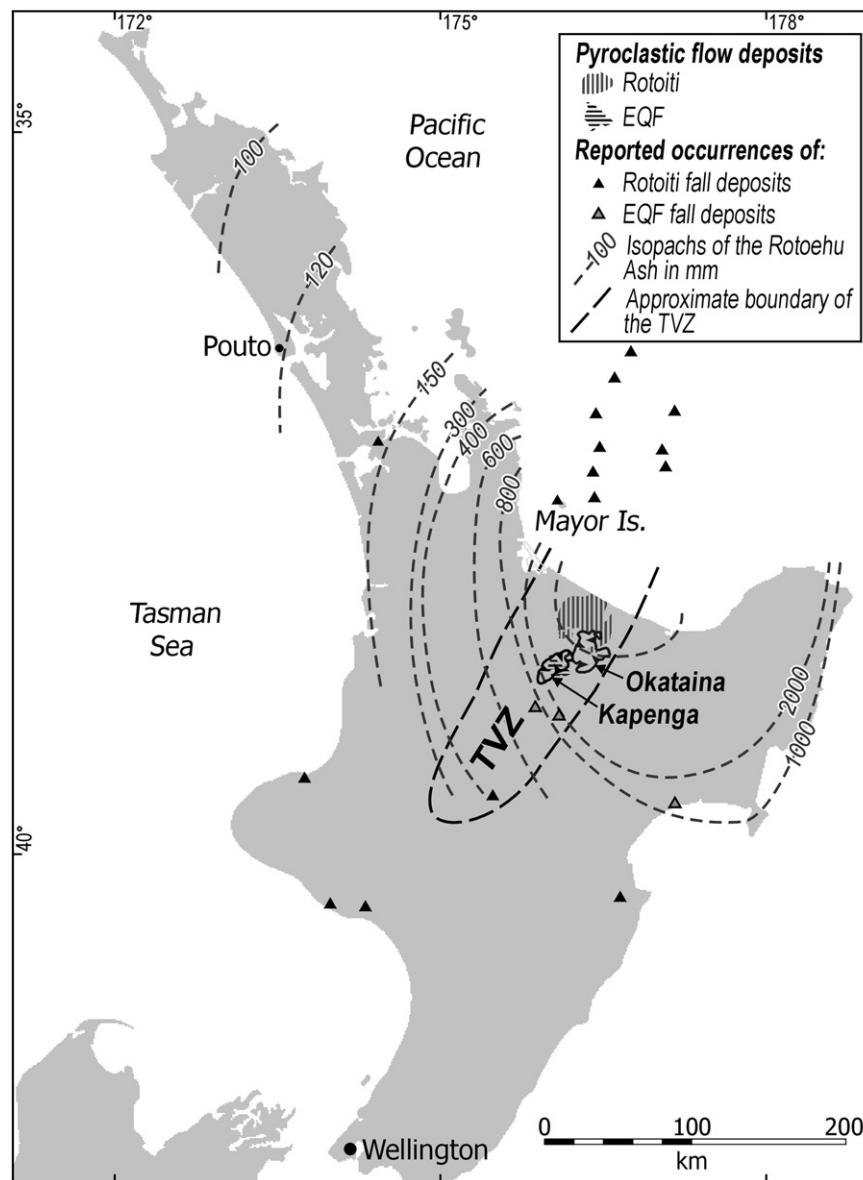 172°
175°
178°
35°
40°
Pyroclastic flow deposits
Rotoiti
EQF
Reported occurrences of:
Rotoiti fall deposits
EQF fall deposits
100 Isopachs of the Rotoehu
Ash in mm
Approximate boundary of
the TVZ
Pacific
Ocean
100
120
Pouto
150
300
400
600
800
Mayor Is.
Tasman
Sea
Okataina
Kapenga
TVZ
2000
1000
Wellington
0 100 200
km